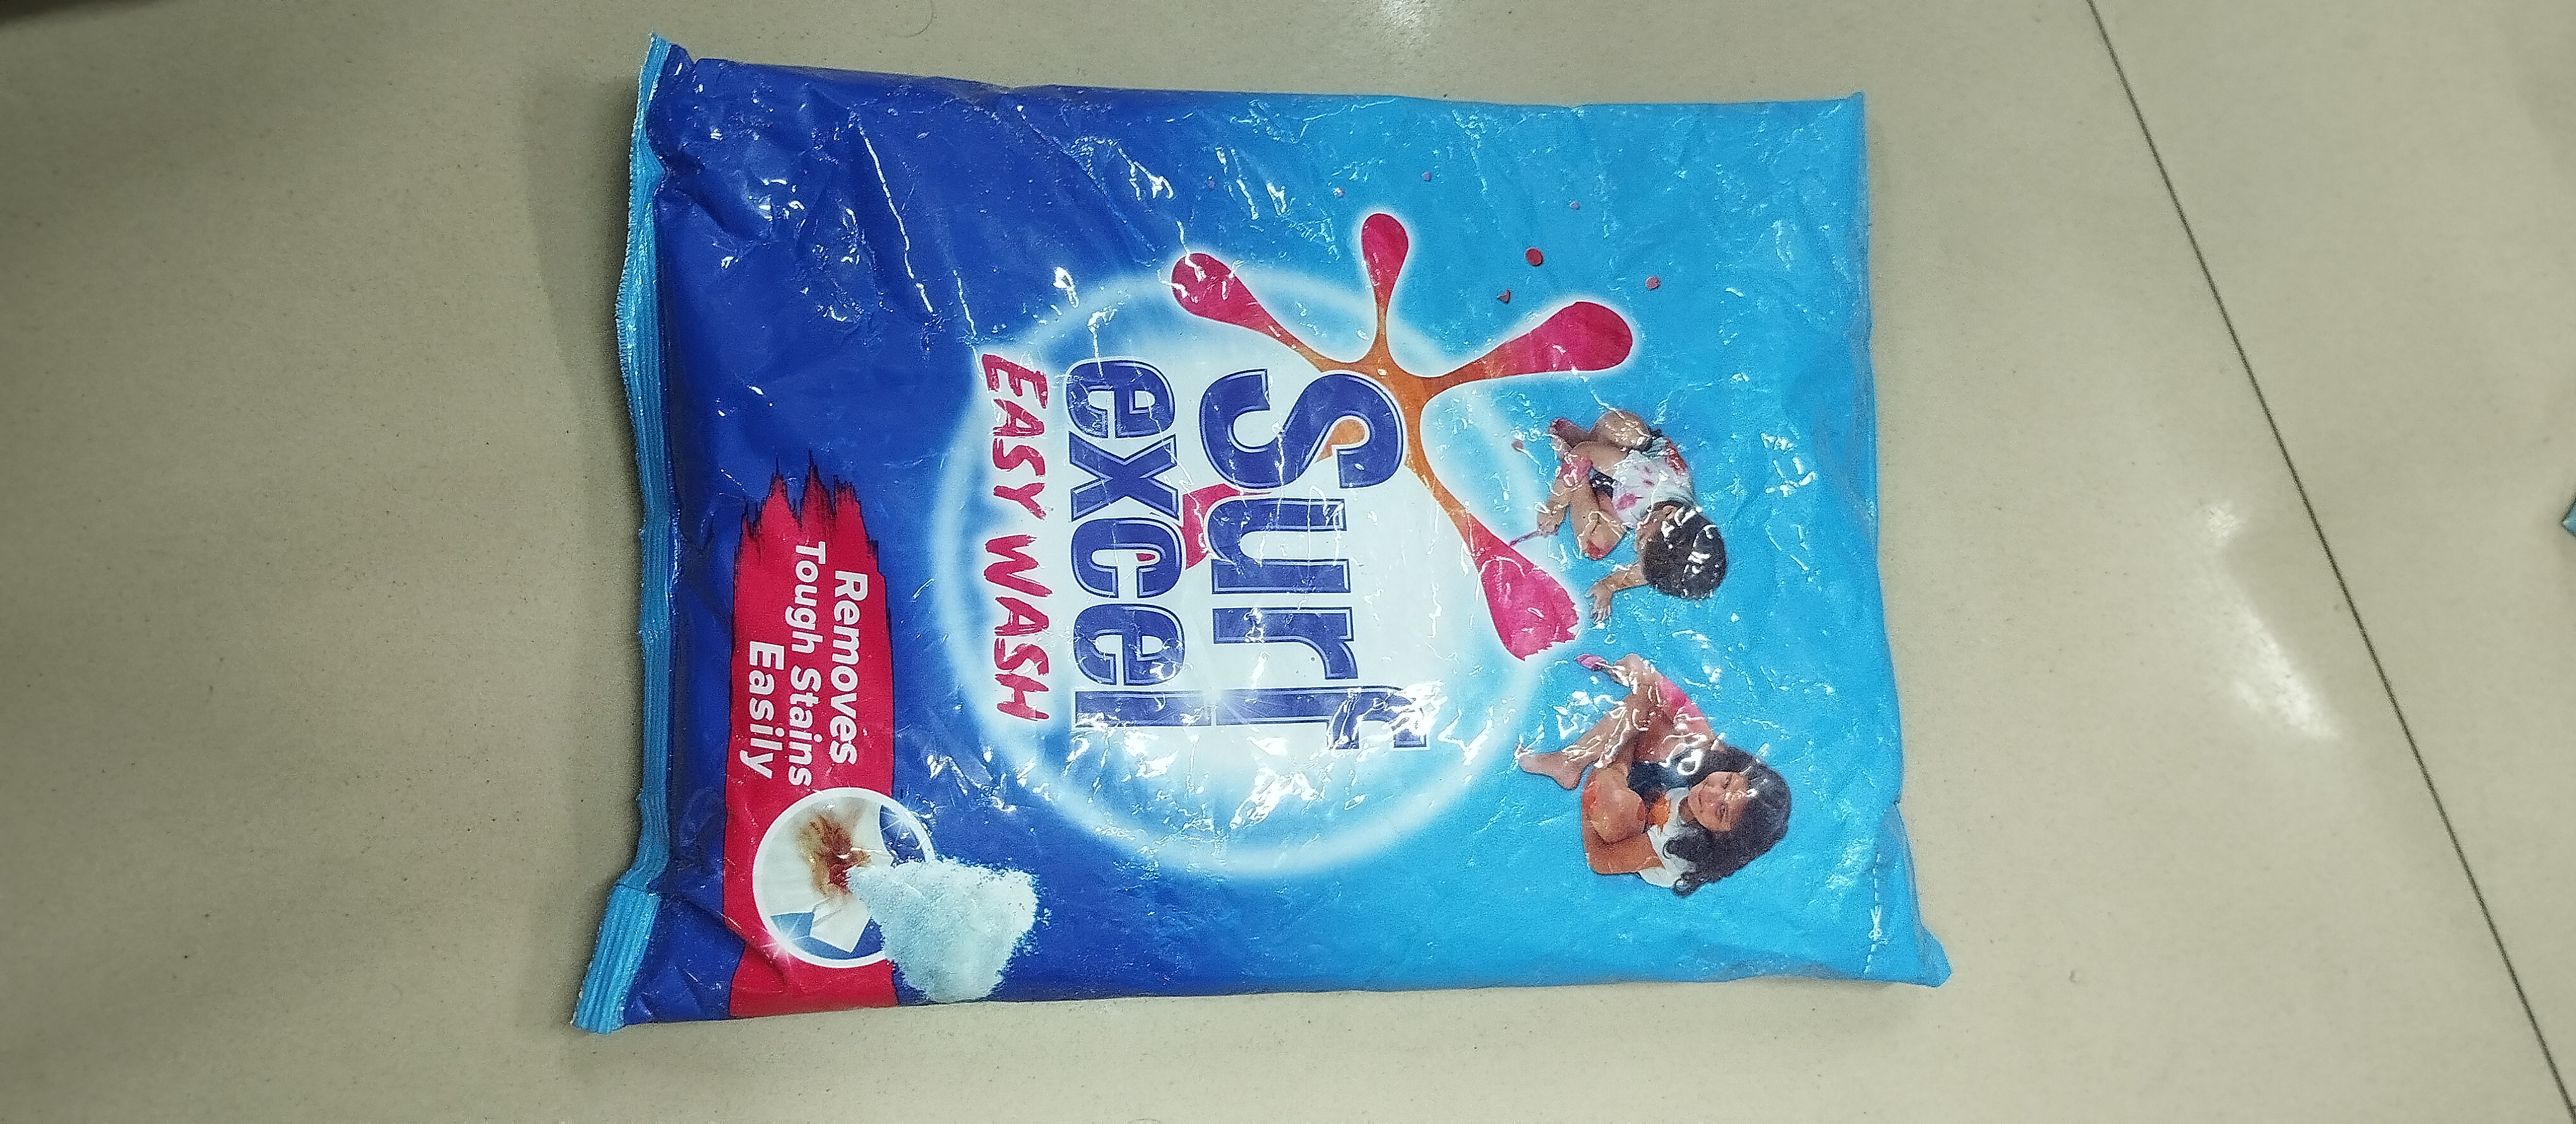 Surf
excel
EASY WASH
Removes
Tough Stains
Easily